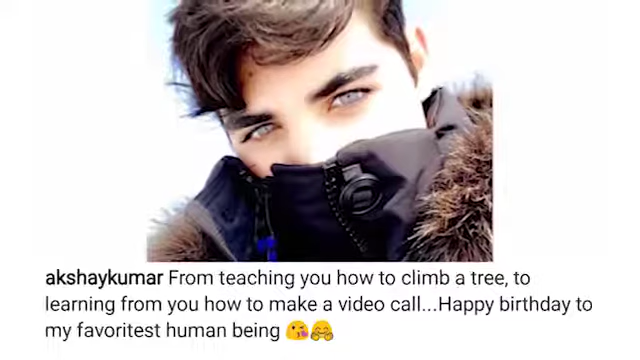 akshaykumar From teaching you how to climb a tree, to
learning from you how to make a video call...Happy birthday to
my favoritest human being 😘🤗